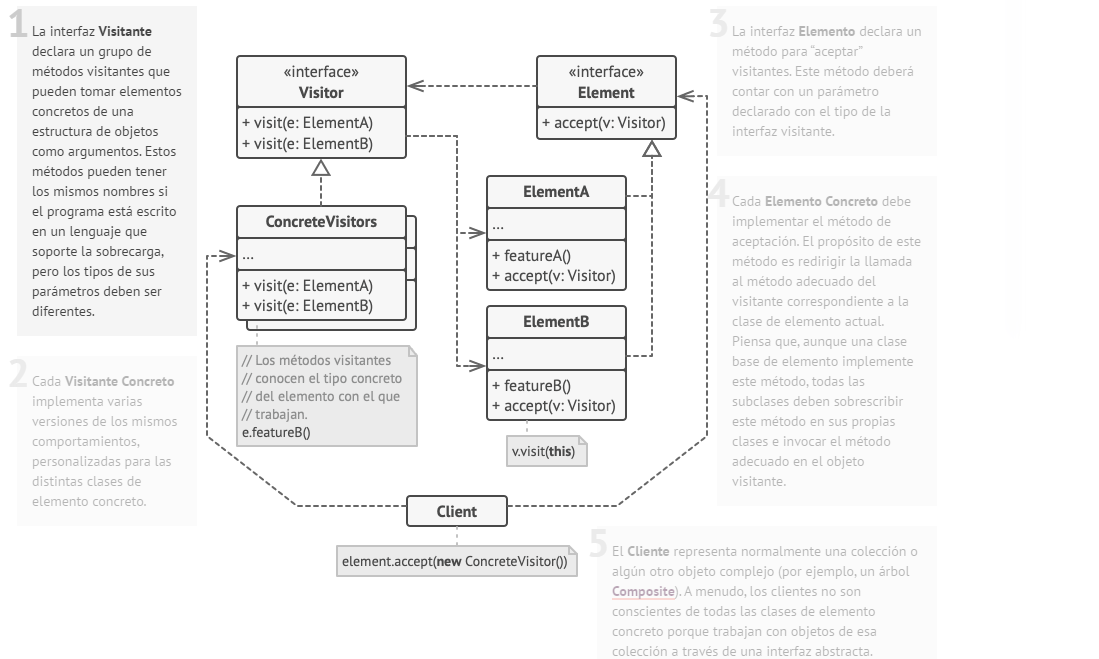 1
La interfaz Visitante
declara un grupo de
métodos visitantes que
pueden tomar elementos
concretos de una
estructura de objetos
como argumentos. Estos
métodos pueden tener
los mismos nombres si
el programa está escrito
en un lenguaje que
soporte la sobrecarga,
pero los tipos de sus
parámetros deben ser
diferentes.
2
Cada Visitante Concreto
implementa varias
versiones de los mismos
comportamientos,
personalizadas para las
distintas clases de
elemento concreto.
«interface»
Visitor
+ visit(e: ElementA)
+ visit(e: ElementB)
ConcreteVisitors
...
+ visit(e: ElementA)
+ visit(e: ElementB)
// Los métodos visitantes
// conocen el tipo concreto
// del elemento con el que
// trabajan.
e.featureB()
«interface»
Element
+ accept(v: Visitor)
ElementA
...
+ featureA()
+ accept(v: Visitor)
ElementB
...
+ featureB()
+ accept(v: Visitor)
v.visit(this)
Client
element.accept(new ConcreteVisitor())
3
La interfaz Elemento declara un
método para “aceptar”
visitantes. Este método deberá
contar con un parámetro
declarado con el tipo de la
interfaz visitante.
4
Cada Elemento Concreto debe
implementar el método de
aceptación. El propósito de este
método es redirigir la llamada
al método adecuado del
visitante correspondiente a la
clase de elemento actual.
Piensa que, aunque una clase
base de elemento implemente
este método, todas las
subclases deben sobrescribir
este método en sus propias
clases e invocar el método
adecuado en el objeto
visitante.
5
El Cliente representa normalmente una colección o
algún otro objeto complejo (por ejemplo, un árbol
Composite). A menudo, los clientes no son
conscientes de todas las clases de elemento
concreto porque trabajan con objetos de esa
colección a través de una interfaz abstracta.